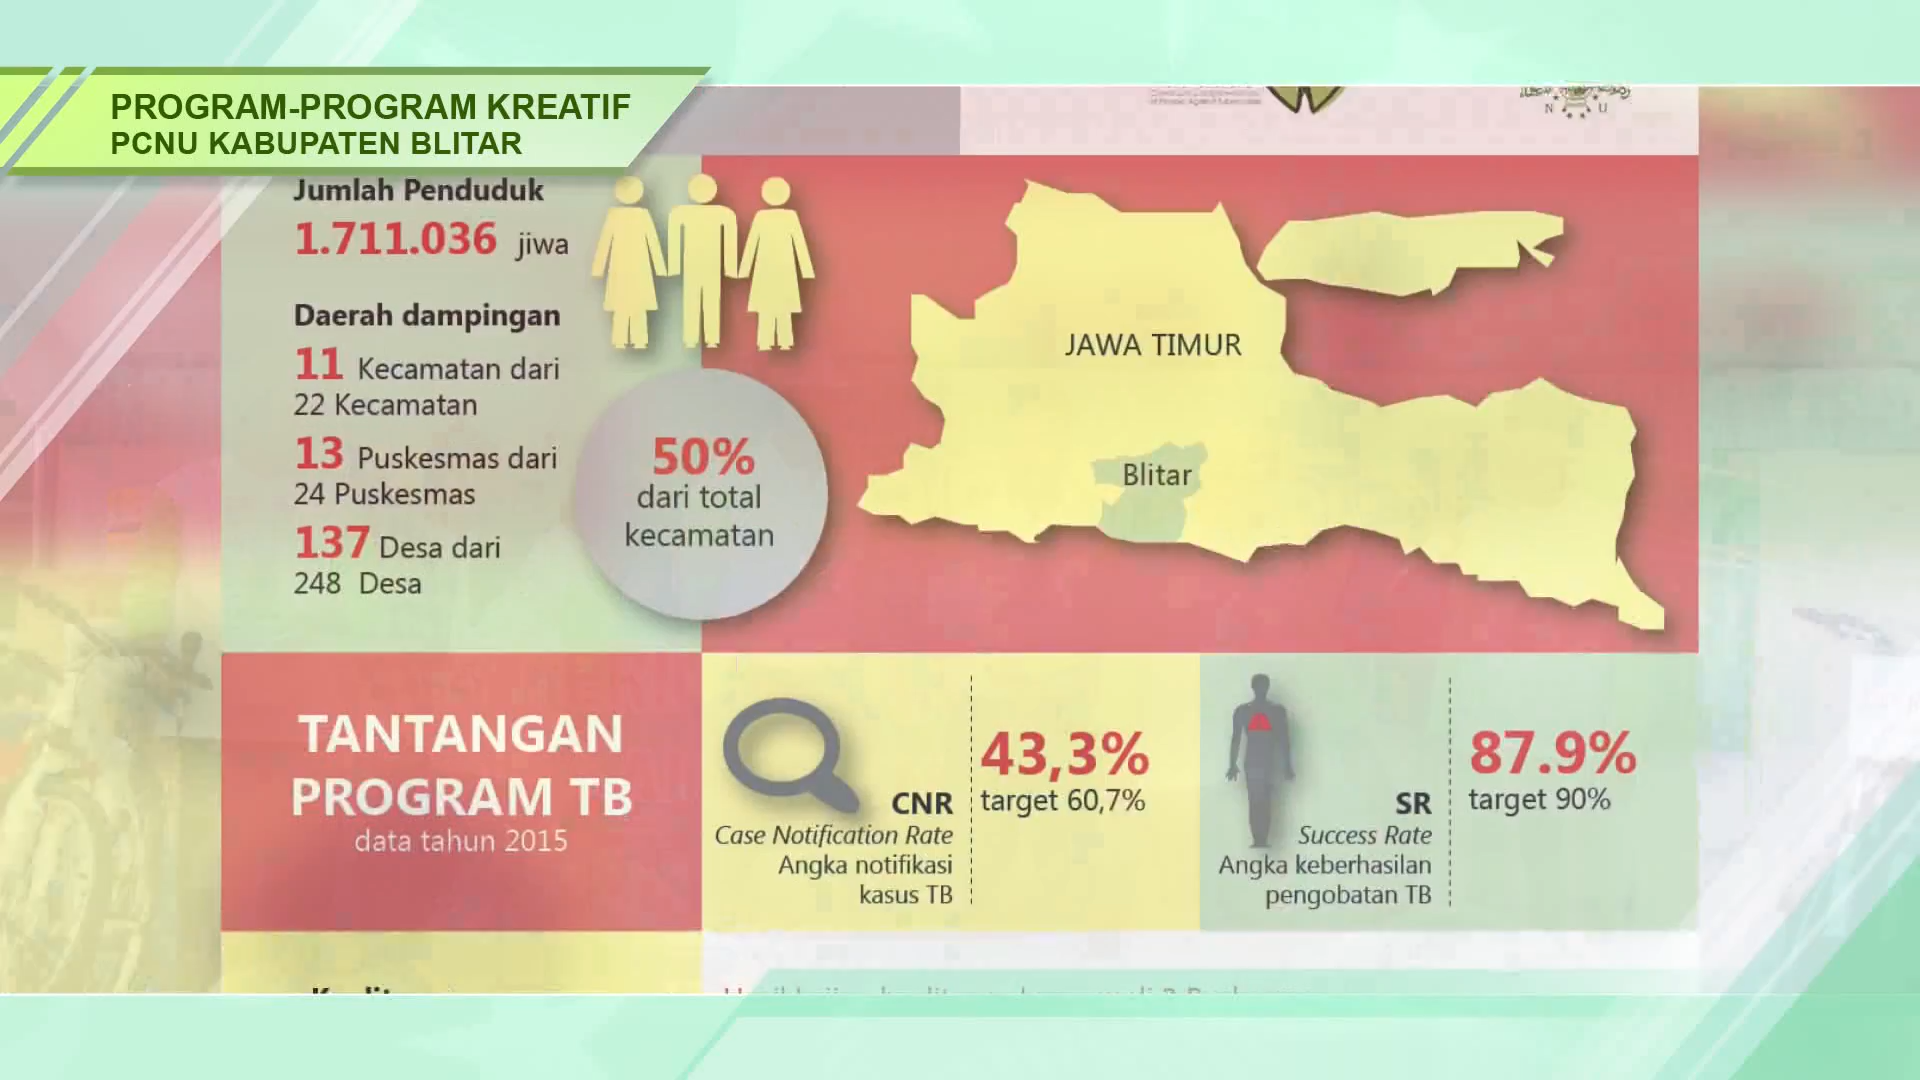 PROGRAM-PROGRAM KREATIF
PCNU KABUPATEN BLITAR
N U
Jumlah Penduduk
1.711.036 jiwa
Daerah dampingan
11 Kecamatan dari
22 Kecamatan
13 Puskesmas dari
24 Puskesmas
137 Desa dari
248 Desa
50%
dari total
kecamatan
JAWA TIMUR
Blitar
TANTANGAN
PROGRAM TB
data tahun 2015
CNR
Case Notification Rate
Angka notifikasi
kasus TB
43,3%
target 60,7%
SR
Success Rate
Angka keberhasilan
pengobatan TB
87.9%
target 90%